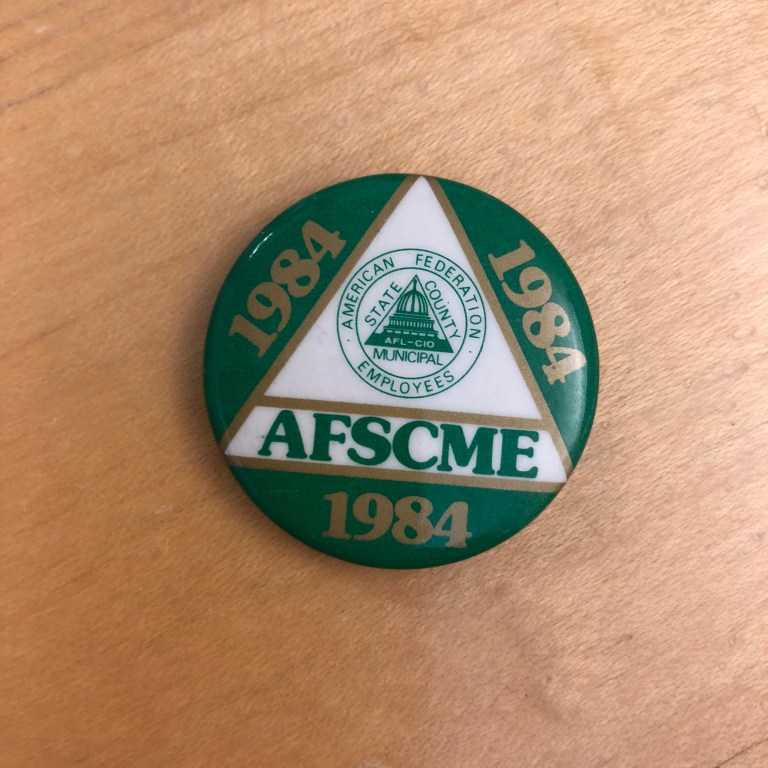 1984
1984
AMERICAN FEDERATION
STATE COUNTY
AFL-CIO
MUNICIPAL
EMPLOYEES
AFSCME
1984